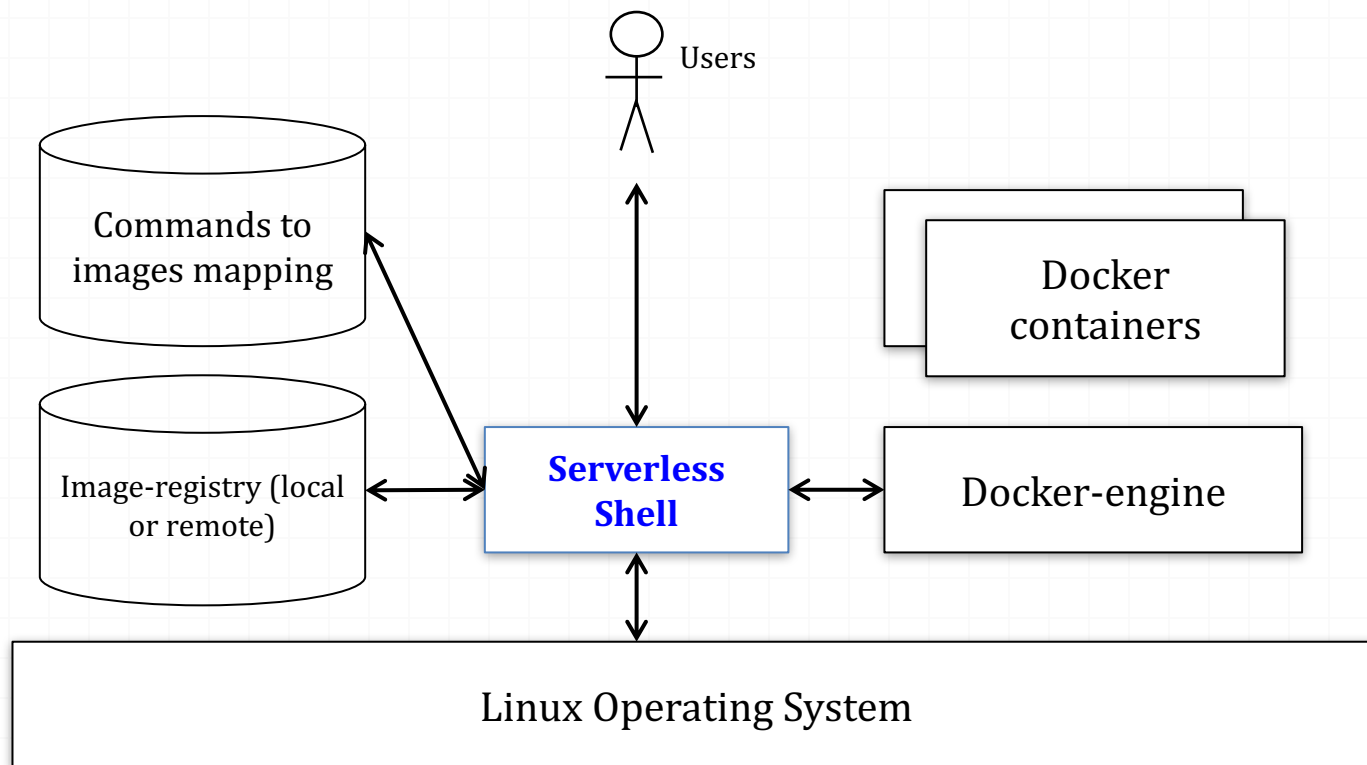 Users
Commands to
images mapping
Docker
containers
Image-registry (local
or remote)
Serverless
Shell
Docker-engine
Linux Operating System